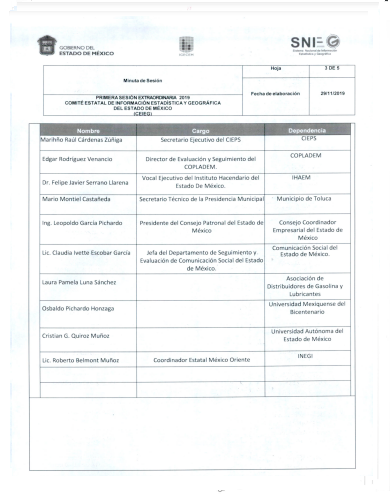 GOBIERNO DEL
ESTADO DE MÉXICO
SNIEG
Hoja
3 DE 5
Minuta de Sesión
PRIMERA SESIÓN EXTRAORDINARIA 2019
COMITÉ ESTATAL DE INFORMACIÓN ESTADÍSTICA Y GEOGRÁFICA
DEL ESTADO DE MÉXICO
(CEIEG)
Fecha de elaboración
29/11/2019
Nombre
Cargo
Dependencia
Marihño Raúl Cárdenas Zúñiga
Secretario Ejecutivo del CIEPS
CIEPS
Edgar Rodríguez Venancio
Director de Evaluación y Seguimiento del
COPLADEM.
COPLADEM
Dr. Felipe Javier Serrano Llarena
Vocal Ejecutivo del Instituto Hacendario del
Estado De México.
IHAEM
Mario Montiel Castañeda
Secretario Técnico de la Presidencia Municipal
Municipio de Toluca
Ing. Leopoldo García Pichardo
Presidente del Consejo Patronal del Estado de
México
Consejo Coordinador
Empresarial del Estado de
México
Lic. Claudia Ivette Escobar García
Jefa del Departamento de Seguimiento y
Evaluación de Comunicación Social del Estado
de México.
Comunicación Social del
Estado de México.
Laura Pamela Luna Sánchez
Asociación de
Distribuidores de Gasolina y
Lubricantes
Osbaldo Pichardo Honzaga
Universidad Mexiquense del
Bicentenario
Cristian G. Quiroz Muñoz
Universidad Autónoma del
Estado de México
Lic. Roberto Belmont Muñoz
Coordinador Estatal México Oriente
INEGI